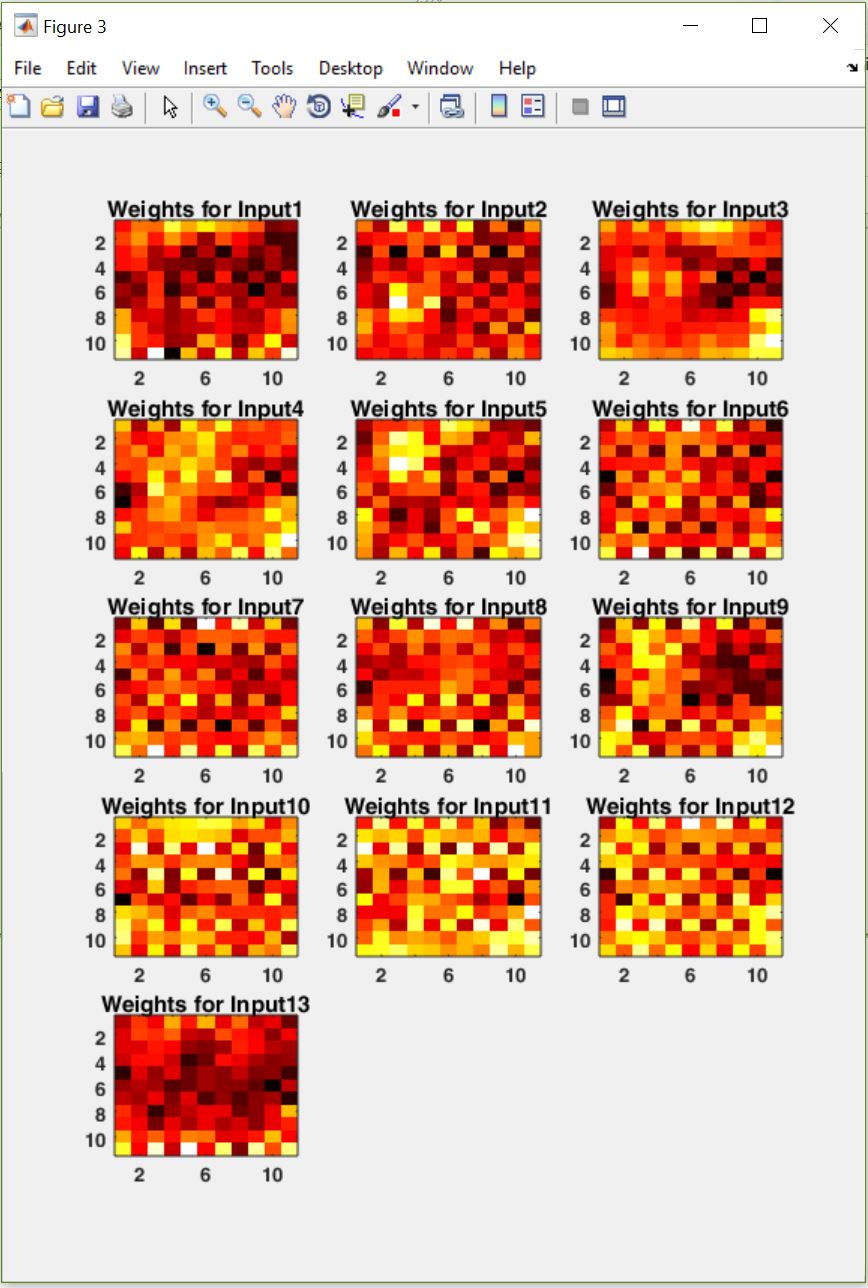 Figure 3
File Edit View Insert Tools Desktop Window Help
Weights for Input1 Weights for Input2 Weights for Input3
2 2 2
4 4 4
6 6 6
8 8 8
10 10 10
2 6 10 2 6 10 2 6 10
Weights for Input4 Weights for Input5 Weights for Input6
2 2 2
4 4 4
6 6 6
8 8 8
10 10 10
2 6 10 2 6 10 2 6 10
Weights for Input7 Weights for Input8 Weights for Input9
2 2 2
4 4 4
6 6 6
8 8 8
10 10 10
2 6 10 2 6 10 2 6 10
Weights for Input10 Weights for Input11 Weights for Input12
2 2 2
4 4 4
6 6 6
8 8 8
10 10 10
2 6 10 2 6 10 2 6 10
Weights for Input13
2
4
6
8
10
2 6 10